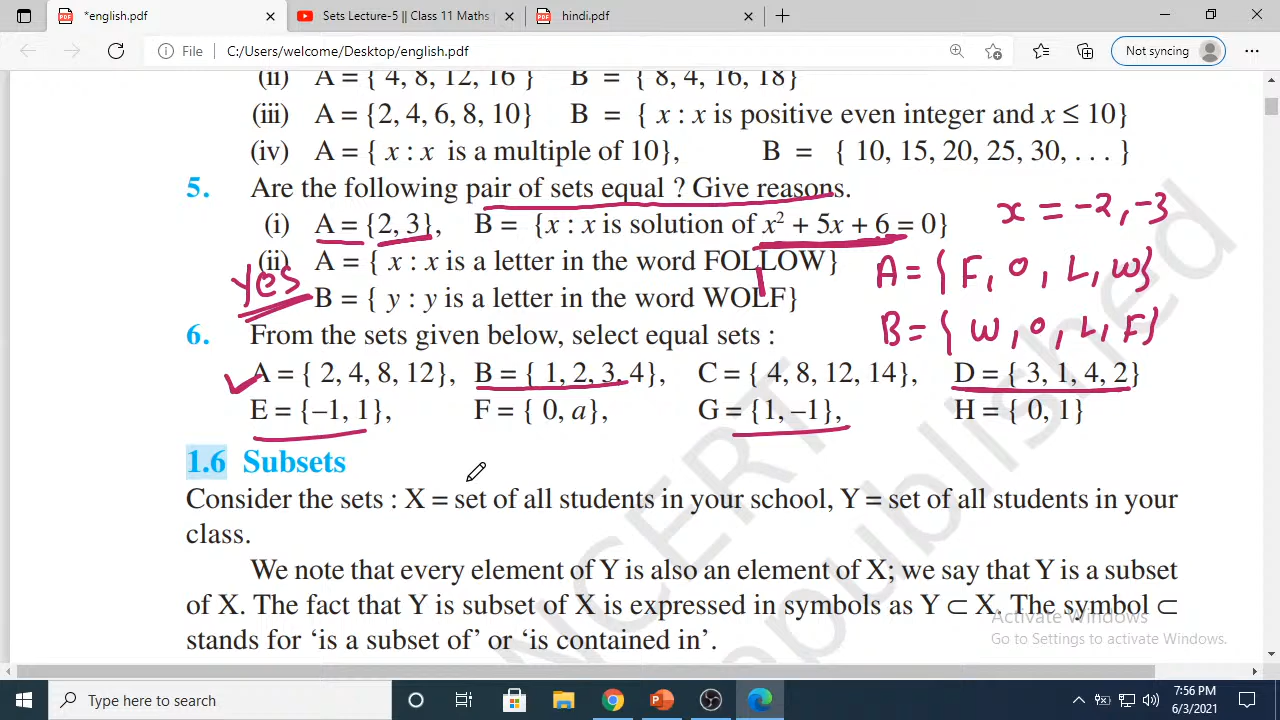 *english.pdf
Sets Lecture-5 || Class 11 Maths
hindi.pdf
File
C:/Users/welcome/Desktop/english.pdf
Not syncing
(ii) A = { 4, 8, 12, 16 } B = { 8, 4, 16, 18}
(iii) A = {2, 4, 6, 8, 10} B = { x : x is positive even integer and x ≤ 10}
(iv) A = { x : x is a multiple of 10}, B = { 10, 15, 20, 25, 30, . . . }
5. Are the following pair of sets equal ? Give reasons.
(i) A = {2, 3}, B = {x : x is solution of x² + 5x + 6 = 0}
x = -2, -3
(ii) A = { x : x is a letter in the word FOLLOW}
A = { F, O, L, W}
Yes
B = { y : y is a letter in the word WOLF}
B = { W, O, L, F}
6. From the sets given below, select equal sets :
A = { 2, 4, 8, 12}, B = { 1, 2, 3, 4}, C = { 4, 8, 12, 14}, D = { 3, 1, 4, 2}
E = {–1, 1}, F = { 0, a}, G = {1, –1}, H = { 0, 1}
1.6 Subsets
Consider the sets : X = set of all students in your school, Y = set of all students in your
class.
We note that every element of Y is also an element of X; we say that Y is a subset
of X. The fact that Y is subset of X is expressed in symbols as Y ⊂ X. The symbol ⊂
stands for ‘is a subset of’ or ‘is contained in’.
NCERT
republished
Activate Windows
Go to Settings to activate Windows.
Type here to search
7:56 PM
6/3/2021